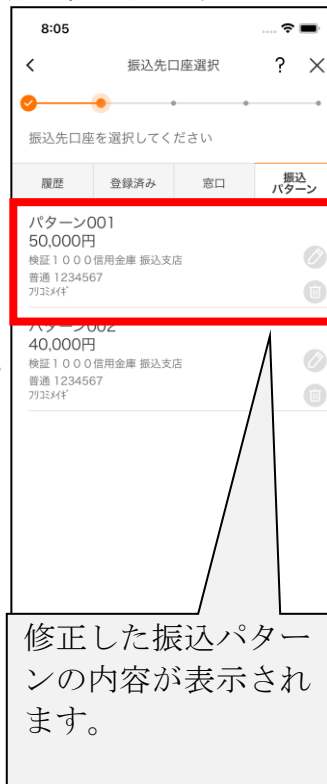 8:05
振込先口座選択
?
振込先口座を選択してください
履歴
登録済み
窓口
振込
パターン
パターン001
50,000円
検証１０００信用金庫 振込支店
普通 1234567
ﾌﾘｺﾐﾒｲｷﾞ
パターン002
40,000円
検証１０００信用金庫 振込支店
普通 1234567
ﾌﾘｺﾐﾒｲｷﾞ
修正した振込パター
ンの内容が表示され
ます。